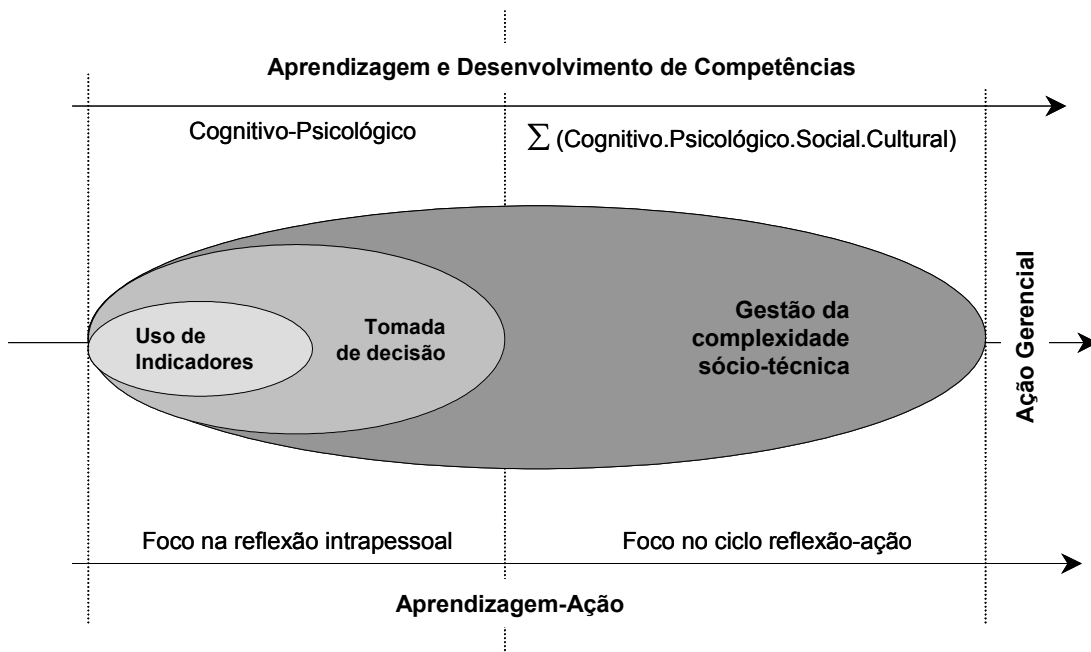 Aprendizagem e Desenvolvimento de Competências
Cognitivo-Psicológico
∑ (Cognitivo.Psicológico.Social.Cultural)
Uso de
Indicadores
Tomada
de decisão
Gestão da
complexidade
sócio-técnica
Ação Gerencial
Foco na reflexão intrapessoal
Foco no ciclo reflexão-ação
Aprendizagem-Ação